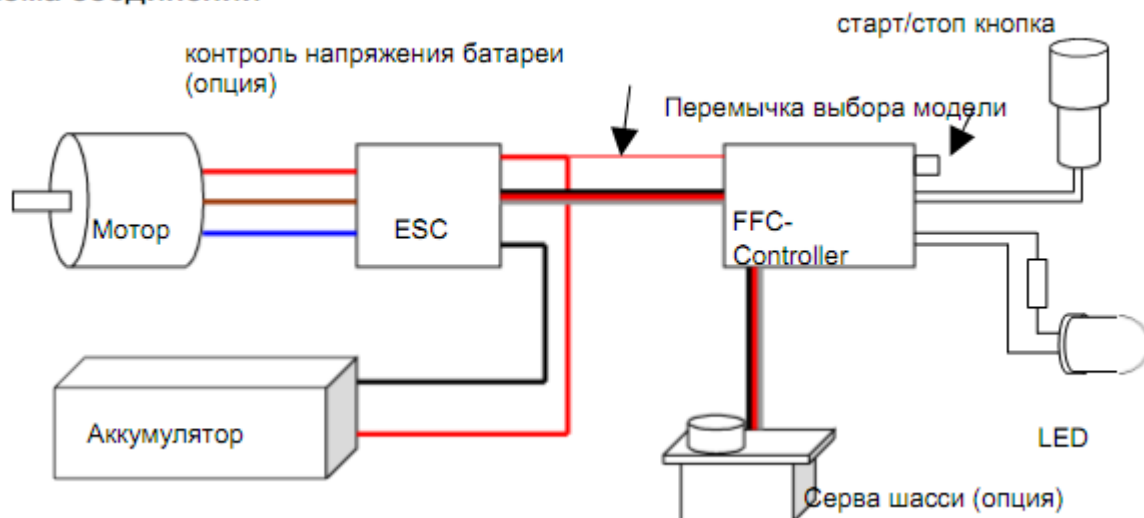 старт/стоп кнопка
контроль напряжения батареи
(опция)
Перемычка выбора модели
Мотор
ESC
FFC-
Controller
Аккумулятор
LED
Серва шасси (опция)